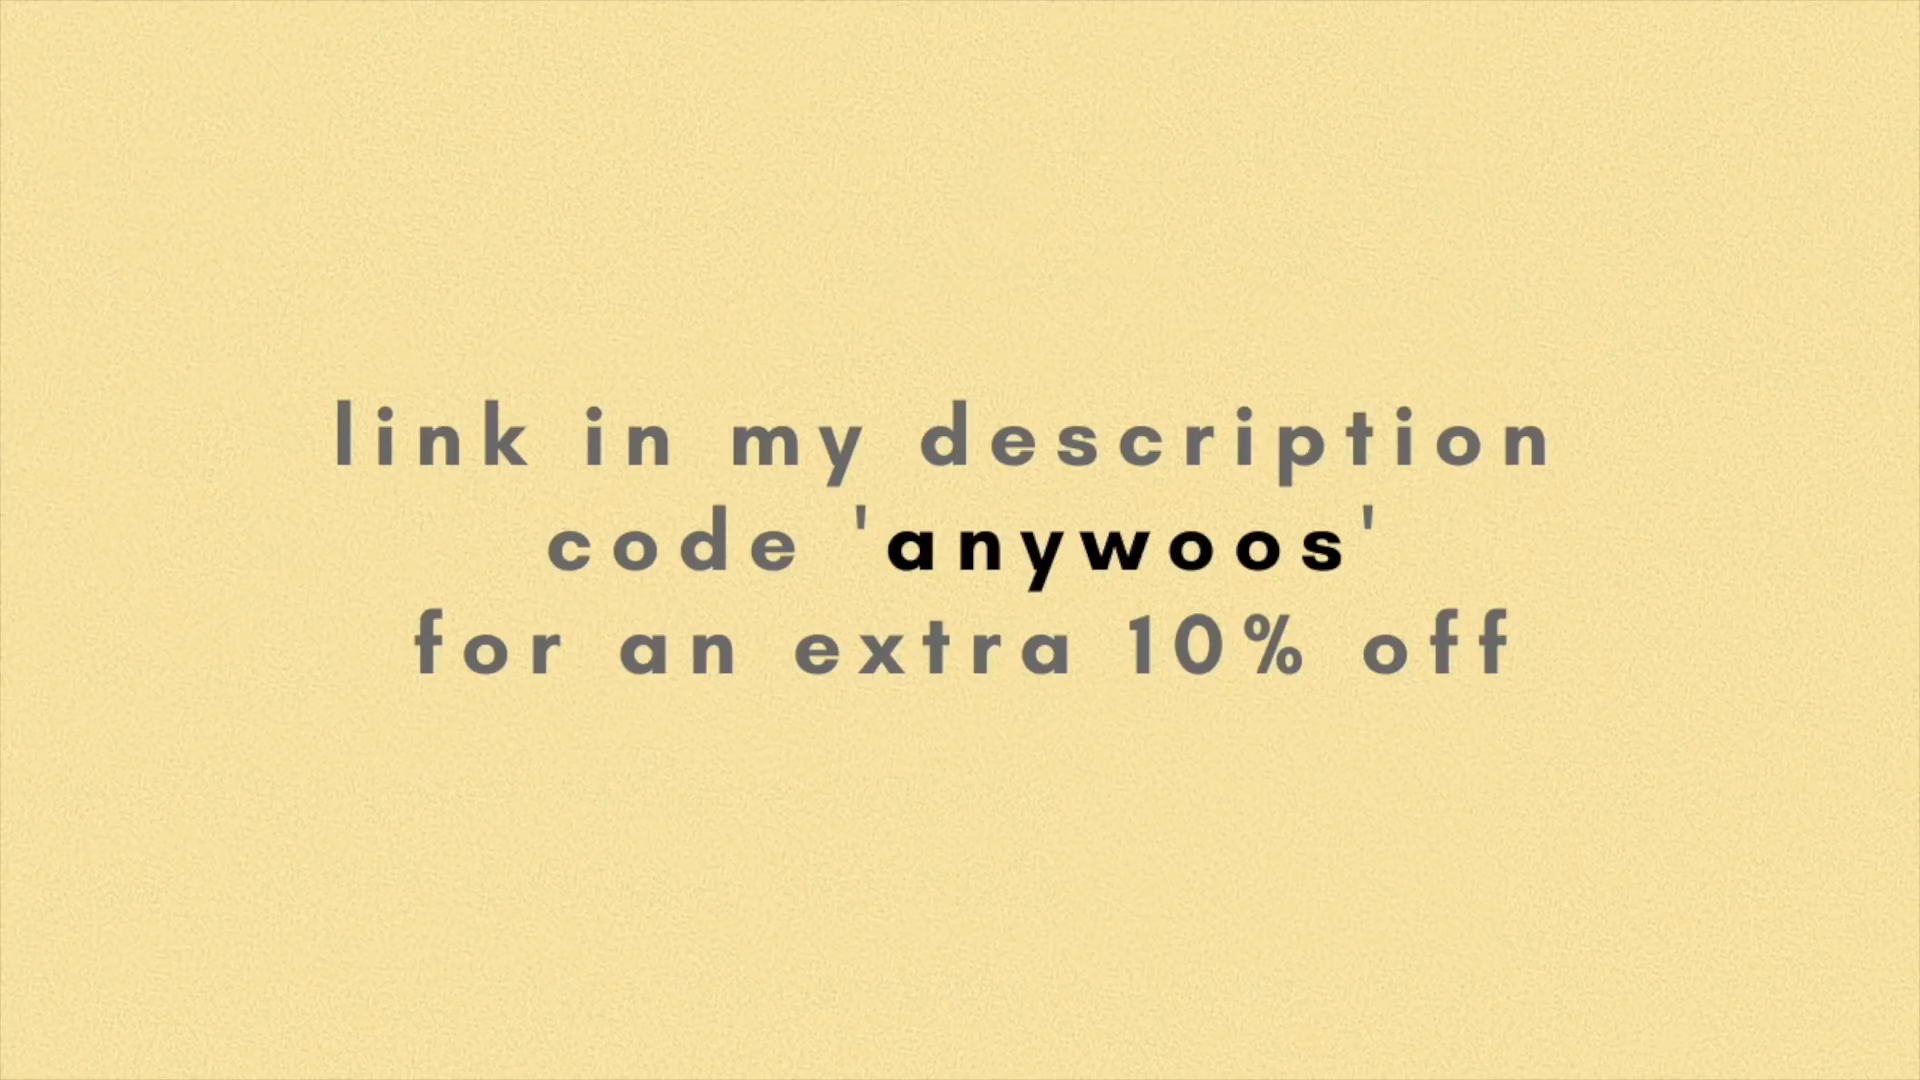 link in my description
code 'anywoos'
for an extra 10% off